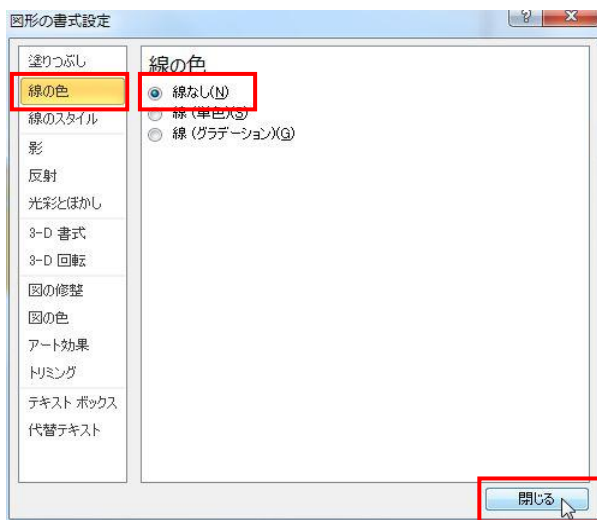 図形の書式設定
塗りつぶし
線の色
線のスタイル
影
反射
光彩とぼかし
3-D 書式
3-D 回転
図の修整
図の色
アート効果
トリミング
テキスト ボックス
代替テキスト
線の色
線なし(N)
線 (単色)(S)
線 (グラデーション)(G)
閉じる